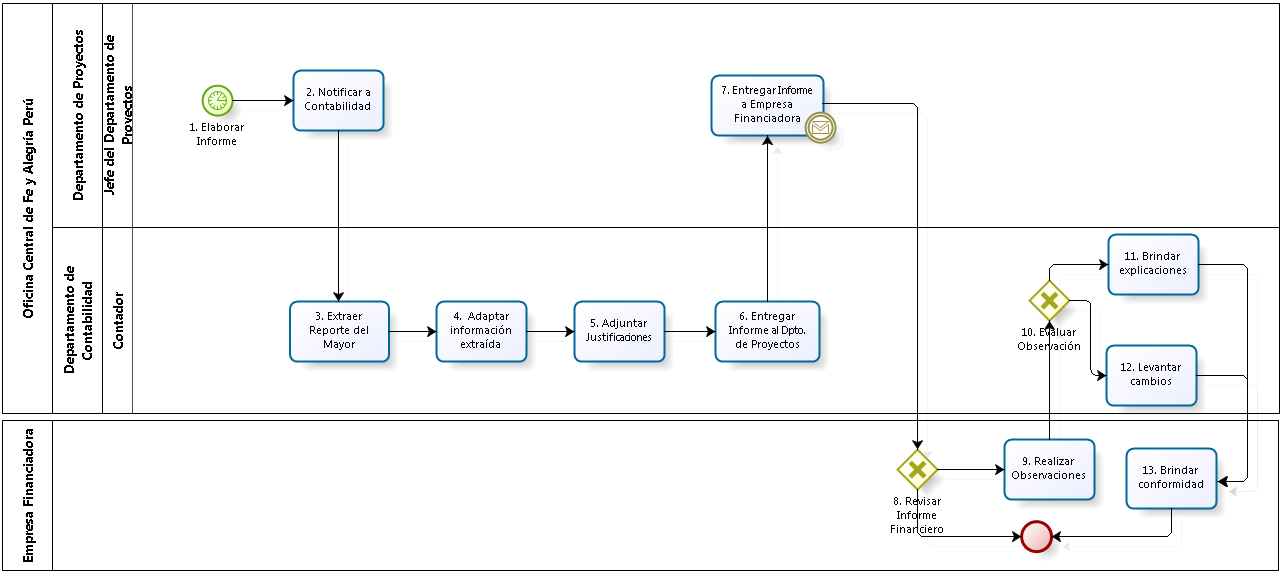 Oficina Central de Fe y Alegría Perú
Departamento de Proyectos
Jefe del Departamento de
Proyectos
1. Elaborar
Informe
2. Notificar a
Contabilidad
7. Entregar Informe
a Empresa
Financiadora
Departamento de
Contabilidad
Contador
3. Extraer
Reporte del
Mayor
4.  Adaptar
información
extraída
5. Adjuntar
Justificaciones
6. Entregar
Informe al Dpto.
de Proyectos
10. Evaluar
Observación
11. Brindar
explicaciones
12. Levantar
cambios
Empresa Financiadora
8. Revisar
Informe
Financiero
9. Realizar
Observaciones
13. Brindar
conformidad